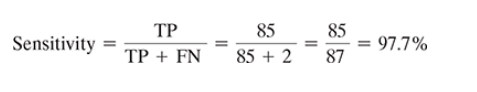 Sensitivity = TP / (TP + FN) = 85 / (85 + 2) = 85 / 87 = 97.7%